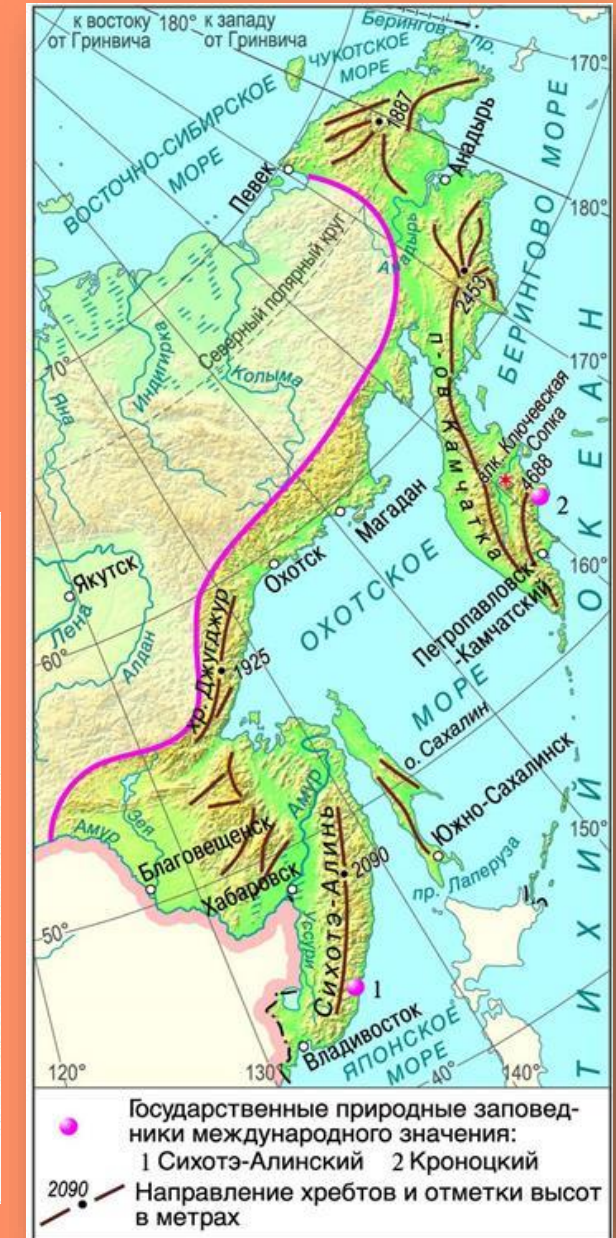 к востоку
от Гринвича
180°
к западу
от Гринвича
Берингов пр.
170°
ЧУКОТСКОЕ
МОРЕ
ВОСТОЧНО-СИБИРСКОЕ
МОРЕ
1887
Певек
Анадырь
БЕРИНГОВО МОРЕ
180°
Анадырь
Северный полярный круг
2453
70°
Яна
Индигирка
Колыма
170°
п-ов Камчатка
влк. Ключевская
Сопка
4688
2
Магадан
Якутск
Охотск
160°
Лена
Алдан
60°
ОХОТСКОЕ
МОРЕ
Петропавловск
-Камчатский
хр. Джугджур
1925
о. Сахалин
Южно-Сахалинск
150°
Зея
Амур
Амур
Благовещенск
Хабаровск
Сихотэ-Алинь
2090
пр. Лаперуза
Уссури
50°
1
Владивосток
ЯПОНСКОЕ
МОРЕ
ТИХИЙ ОКЕАН
120°
130°
40°
140°
Государственные природные заповед-
ники международного значения:
1 Сихотэ-Алинский 2 Кроноцкий
2090 Направление хребтов и отметки высот
в метрах